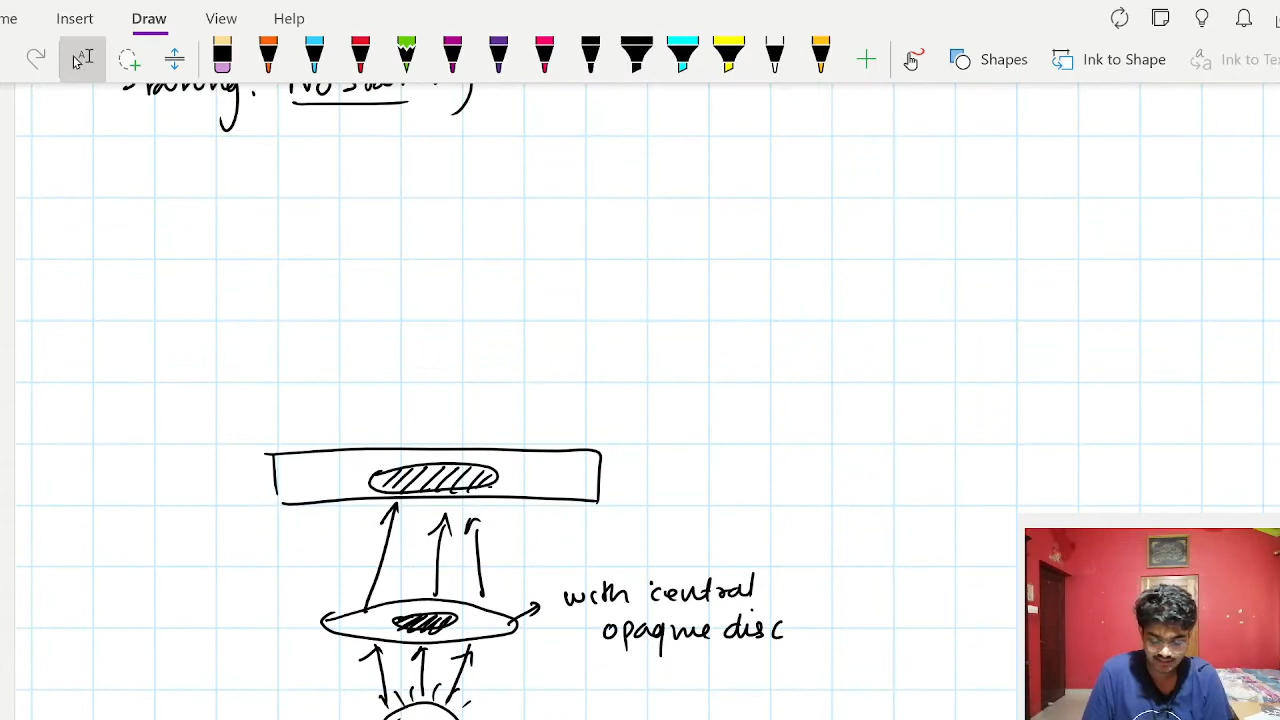 Insert Draw View Help
Shapes Ink to Shape
with central
opaque disc